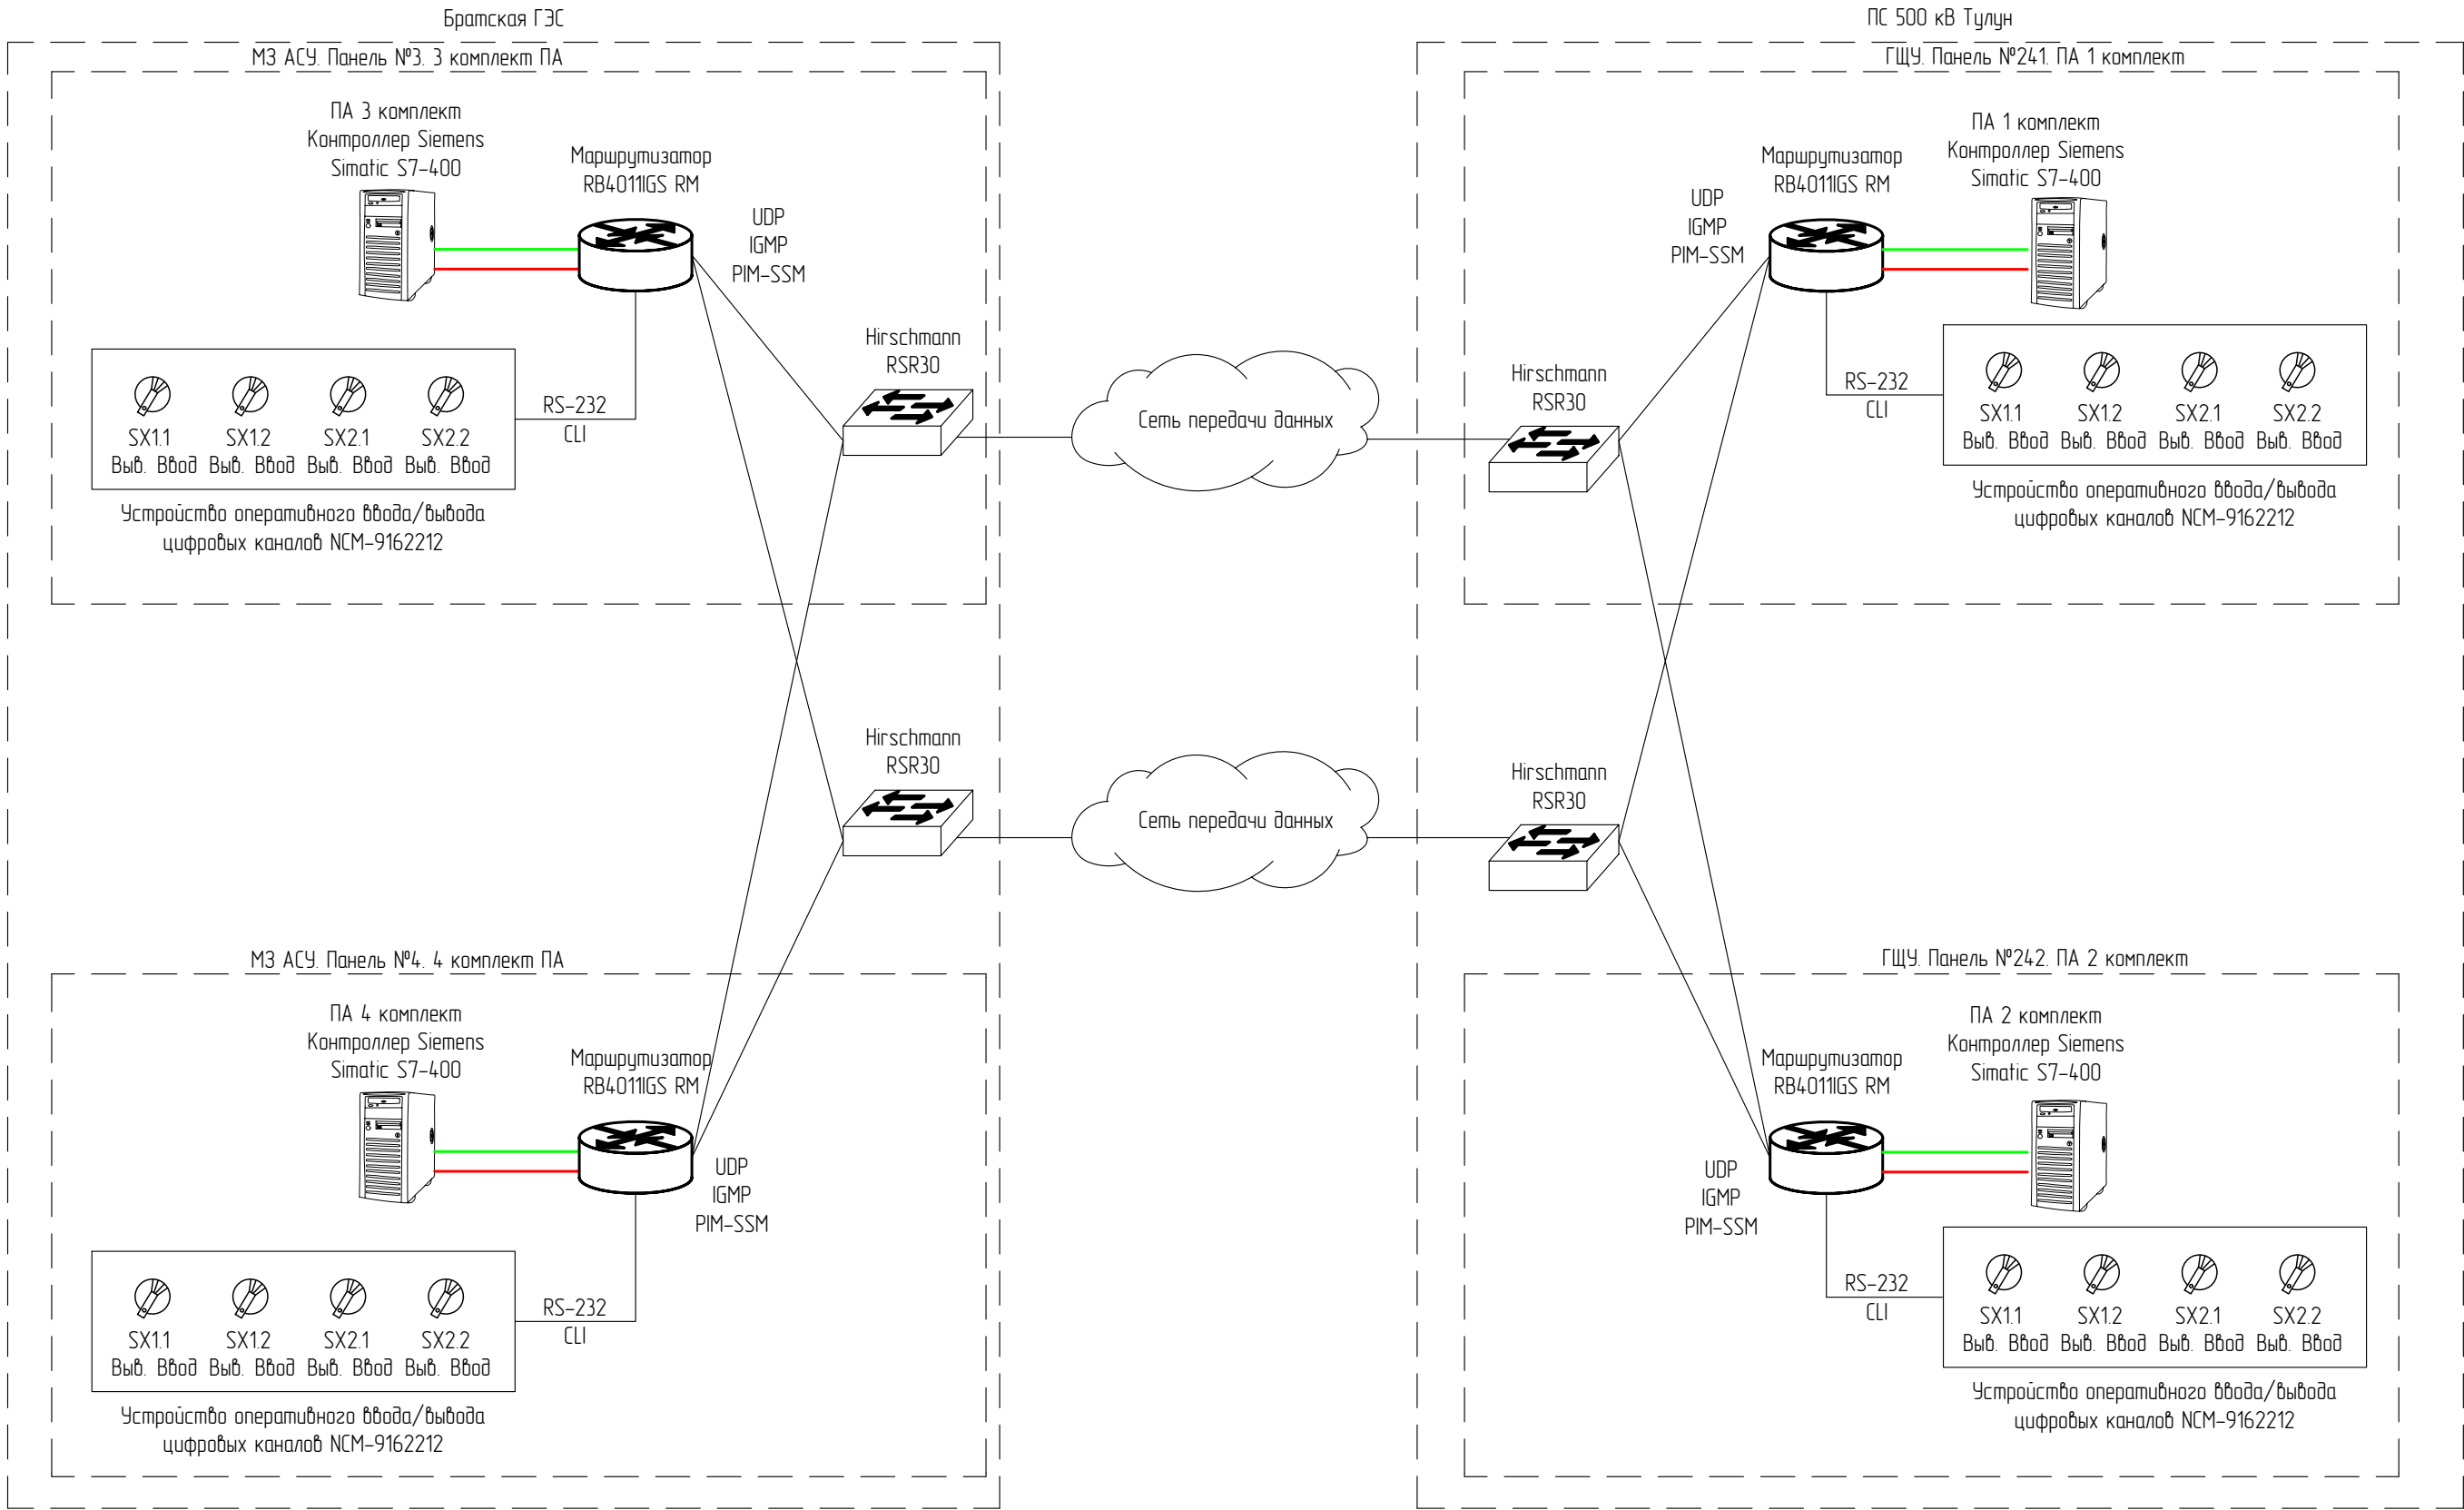 Братская ГЭС
МЗ АСУ. Панель №3. 3 комплект ПА
ПА 3 комплект
Контроллер Siemens
Simatic S7-400
Маршрутизатор
RB4011IGS RM
UDP
IGMP
PIM-SSM
Hirschmann
RSR30
SX1.1 SX1.2 SX2.1 SX2.2
Выв. Ввод Выв. Ввод Выв. Ввод Выв. Ввод
RS-232
CLI
Устройство оперативного ввода/вывода
цифровых каналов NCM-9162212
Hirschmann
RSR30
МЗ АСУ. Панель №4. 4 комплект ПА
ПА 4 комплект
Контроллер Siemens
Simatic S7-400
Маршрутизатор
RB4011IGS RM
UDP
IGMP
PIM-SSM
SX1.1 SX1.2 SX2.1 SX2.2
Выв. Ввод Выв. Ввод Выв. Ввод Выв. Ввод
RS-232
CLI
Устройство оперативного ввода/вывода
цифровых каналов NCM-9162212
Сеть передачи данных
Сеть передачи данных
ПС 500 кВ Тулун
ГЩУ. Панель №241. ПА 1 комплект
ПА 1 комплект
Контроллер Siemens
Simatic S7-400
Маршрутизатор
RB4011IGS RM
UDP
IGMP
PIM-SSM
Hirschmann
RSR30
RS-232
CLI
SX1.1 SX1.2 SX2.1 SX2.2
Выв. Ввод Выв. Ввод Выв. Ввод Выв. Ввод
Устройство оперативного ввода/вывода
цифровых каналов NCM-9162212
Hirschmann
RSR30
ГЩУ. Панель №242. ПА 2 комплект
ПА 2 комплект
Контроллер Siemens
Simatic S7-400
Маршрутизатор
RB4011IGS RM
UDP
IGMP
PIM-SSM
RS-232
CLI
SX1.1 SX1.2 SX2.1 SX2.2
Выв. Ввод Выв. Ввод Выв. Ввод Выв. Ввод
Устройство оперативного ввода/вывода
цифровых каналов NCM-9162212